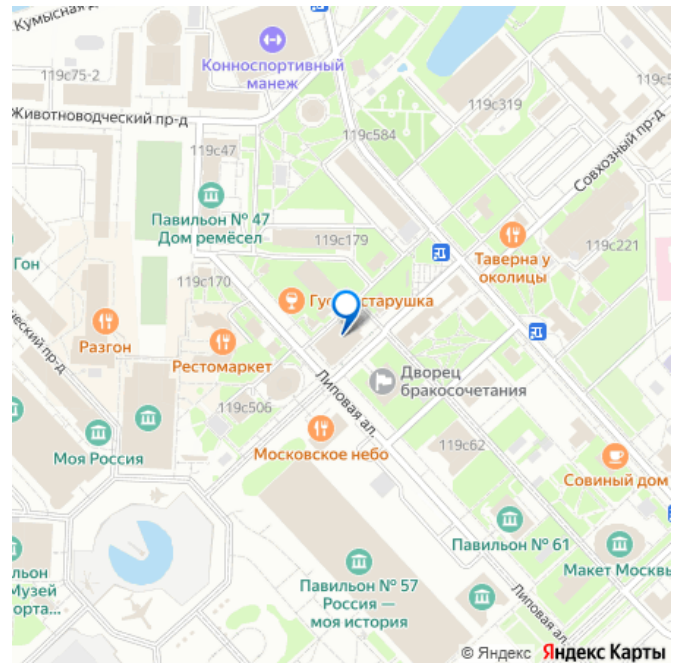 Кумысная
Конноспортивный
манеж
119с75-2
119с319
Животноводческий пр-д
119с584
119с47
Совхозный пр-д
Павильон № 47
Дом ремёсел
119с179
Таверна у
околицы
119с221
Гон
119с170
старушка
Разгон
Рестомаркет
Дворец
бракосочетания
Липовая ал.
119с506
Московское небо
119с62
Моя Россия
Совиный дом
Павильон № 61
Макет Москвы
Павильон № 57
Россия —
моя история
Липовая ал.
© Яндекс Яндекс Карты